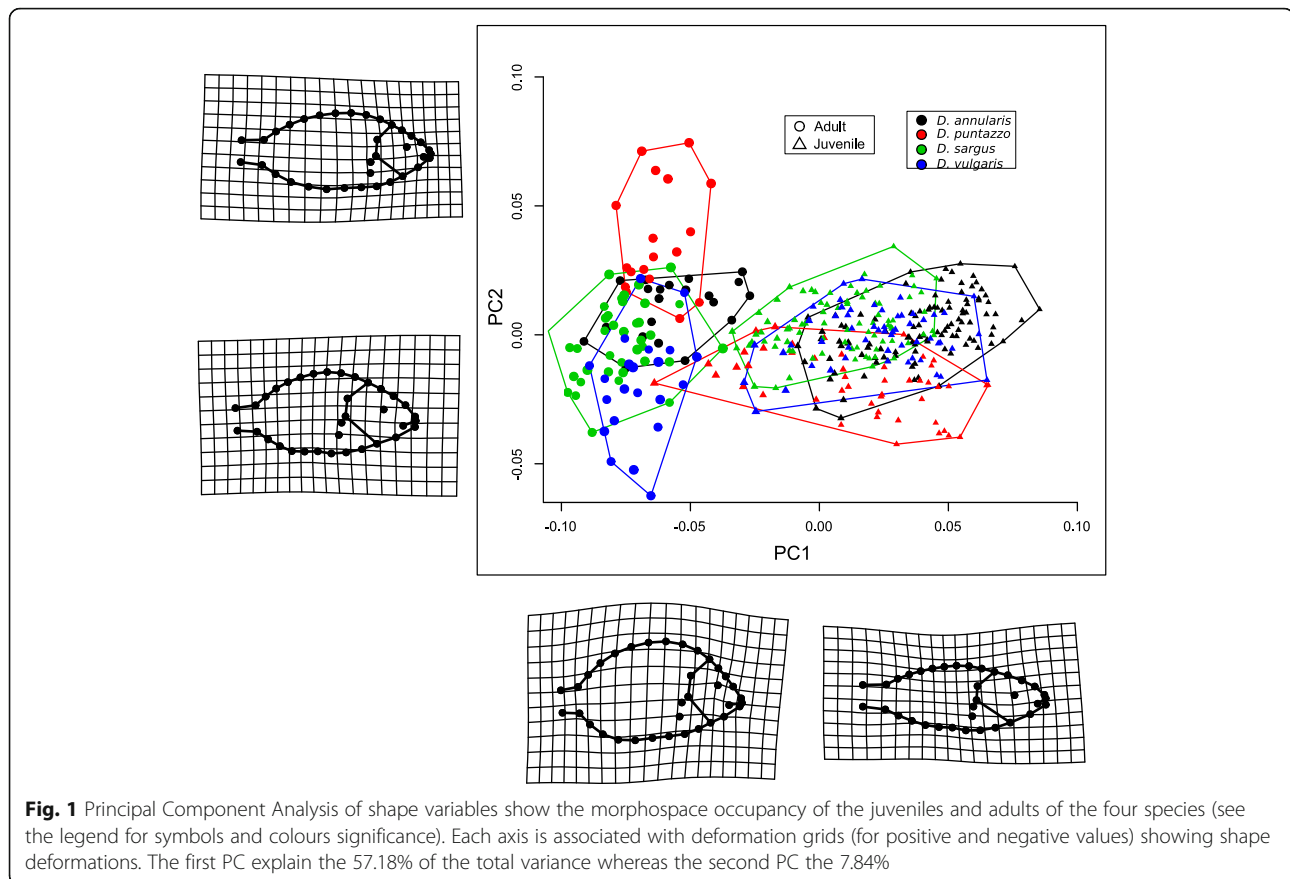 0.10
0.05
0.00
-0.05
PC2
Adult
Juvenile
D. annularis
D. puntazzo
D. sargus
D. vulgaris
-0.10
-0.05
0.00
0.05
0.10
PC1
Fig. 1 Principal Component Analysis of shape variables show the morphospace occupancy of the juveniles and adults of the four species (see
the legend for symbols and colours significance). Each axis is associated with deformation grids (for positive and negative values) showing shape
deformations. The first PC explain the 57.18% of the total variance whereas the second PC the 7.84%